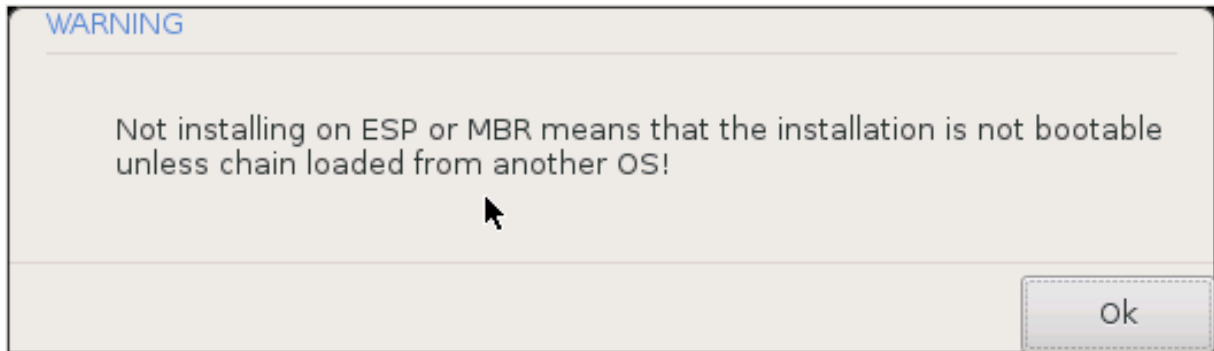 WARNING
Not installing on ESP or MBR means that the installation is not bootable
unless chain loaded from another OS!
Ok